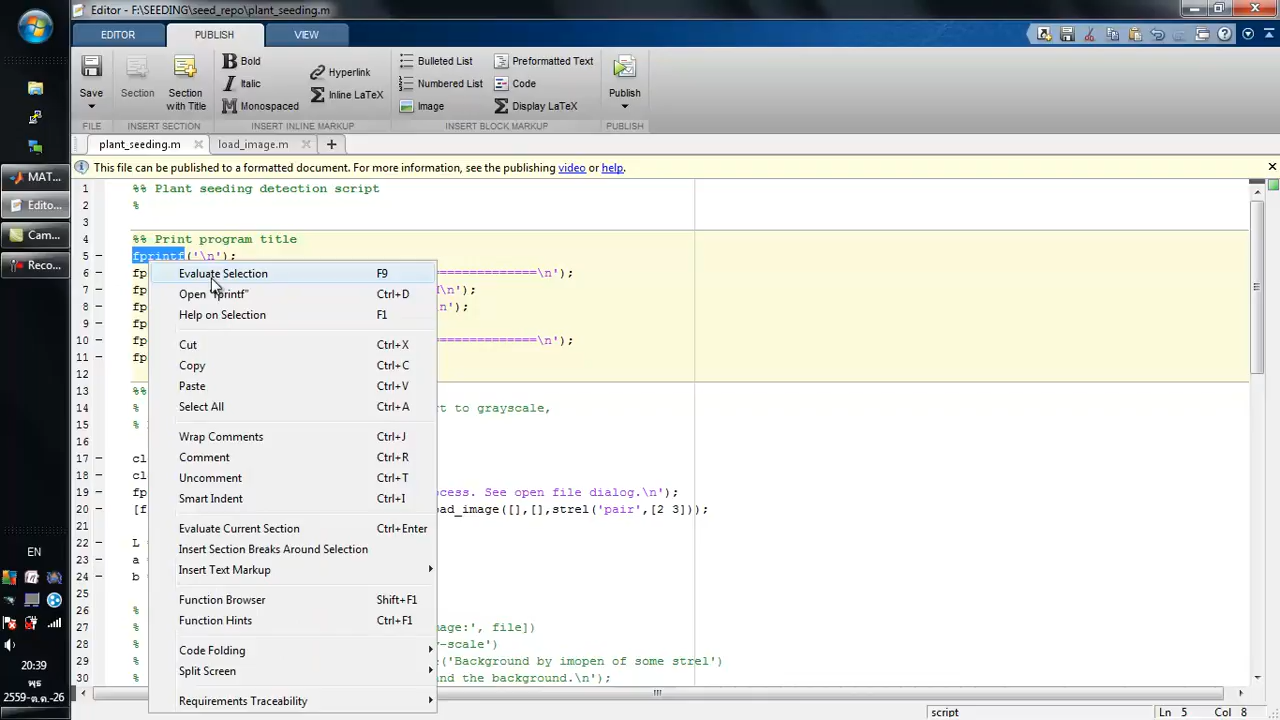 Editor - F:\SEEDING\seed_repo\plant_seeding.m
EDITOR PUBLISH VIEW
Save Section Section with Title
B Bold
I Italic
M Monospaced
Hyperlink
Σ Inline LaTeX
Bulleted List
Numbered List
Image
Preformatted Text
Code
Σ Display LaTeX
Publish
FILE INSERT SECTION INSERT INLINE MARKUP INSERT BLOCK MARKUP PUBLISH
plant_seeding.m load_image.m
This file can be published to a formatted document. For more information, see the publishing video or help.
1 %% Plant seeding detection script
2 %
3
4 %% Print program title
5 fprintf('\n');
6 fp =============\n');
7 fp \n');
8 fp \n');
9 fp
10 fp =============\n');
11 fp
12
13 %%
14 % rt to grayscale,
15 %
16
17 cl
18 cl
19 fp cess. See open file dialog.\n');
20 [f ad_image([],[],strel('pair',[2 3]));
21
22 L
23 a
24 b
25
26 %
27 % mage:', file])
28 % y-scale')
29 % e('Background by imopen of some strel')
30 % and the background.\n');
Evaluate Selection F9
Open "fprintf" Ctrl+D
Help on Selection F1
Cut Ctrl+X
Copy Ctrl+C
Paste Ctrl+V
Select All Ctrl+A
Wrap Comments Ctrl+J
Comment Ctrl+R
Uncomment Ctrl+T
Smart Indent Ctrl+I
Evaluate Current Section Ctrl+Enter
Insert Section Breaks Around Selection
Insert Text Markup
Function Browser Shift+F1
Function Hints Ctrl+F1
Code Folding
Split Screen
Requirements Traceability
script Ln 5 Col 8
MAT...
Edito...
Cam...
Reco...
EN
20:39
พุธ
2559-ต.ค.-26